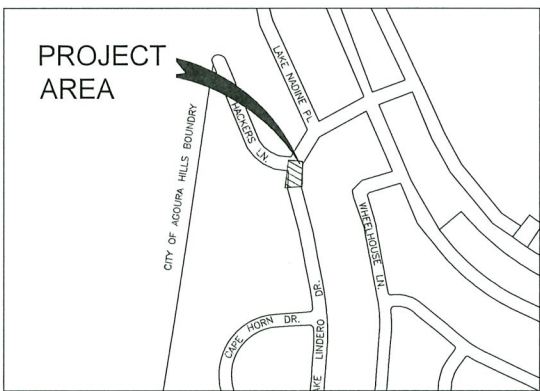 PROJECT
AREA
LAKE NADINE PL
HACKERS LN.
CITY OF AGOURA HILLS BOUNDRY
WHEELHOUSE LN.
CAPE HORN DR.
AKE LINDERO DR.